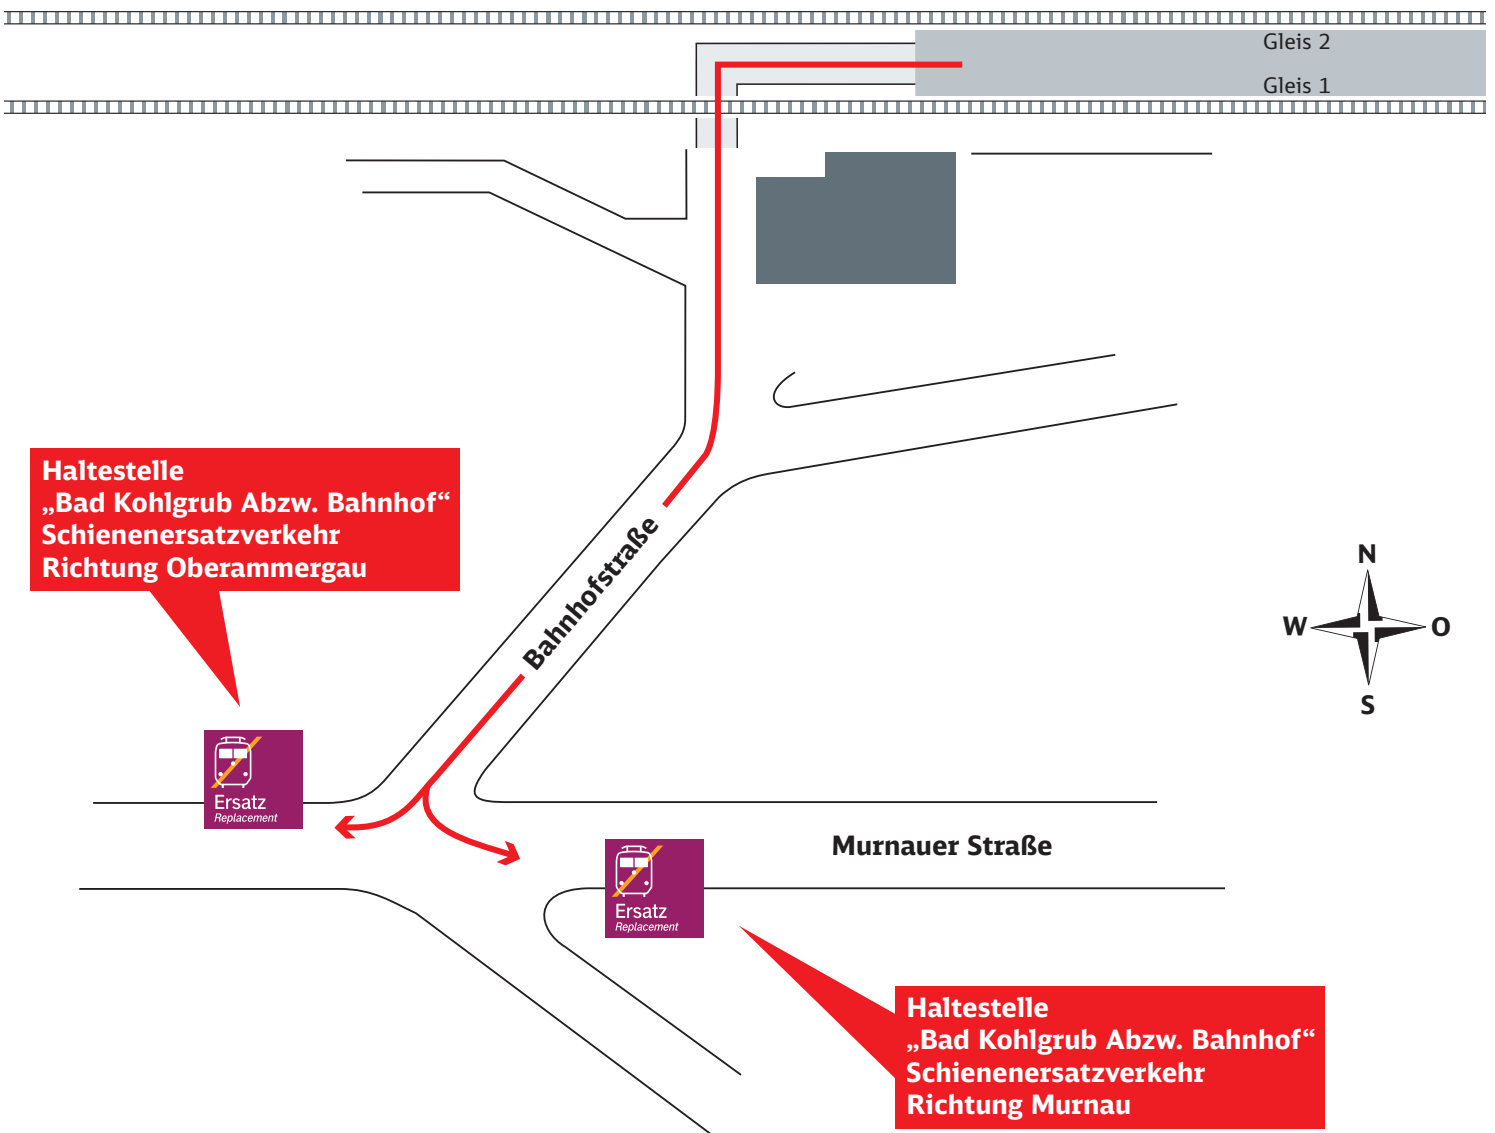 Gleis 2
Gleis 1
Haltestelle
„Bad Kohlgrub Abzw. Bahnhof“
Schienenersatzverkehr
Richtung Oberammergau
Bahnhofstraße
N
W
O
S
Ersatz
Replacement
Murnauer Straße
Ersatz
Replacement
Haltestelle
„Bad Kohlgrub Abzw. Bahnhof“
Schienenersatzverkehr
Richtung Murnau